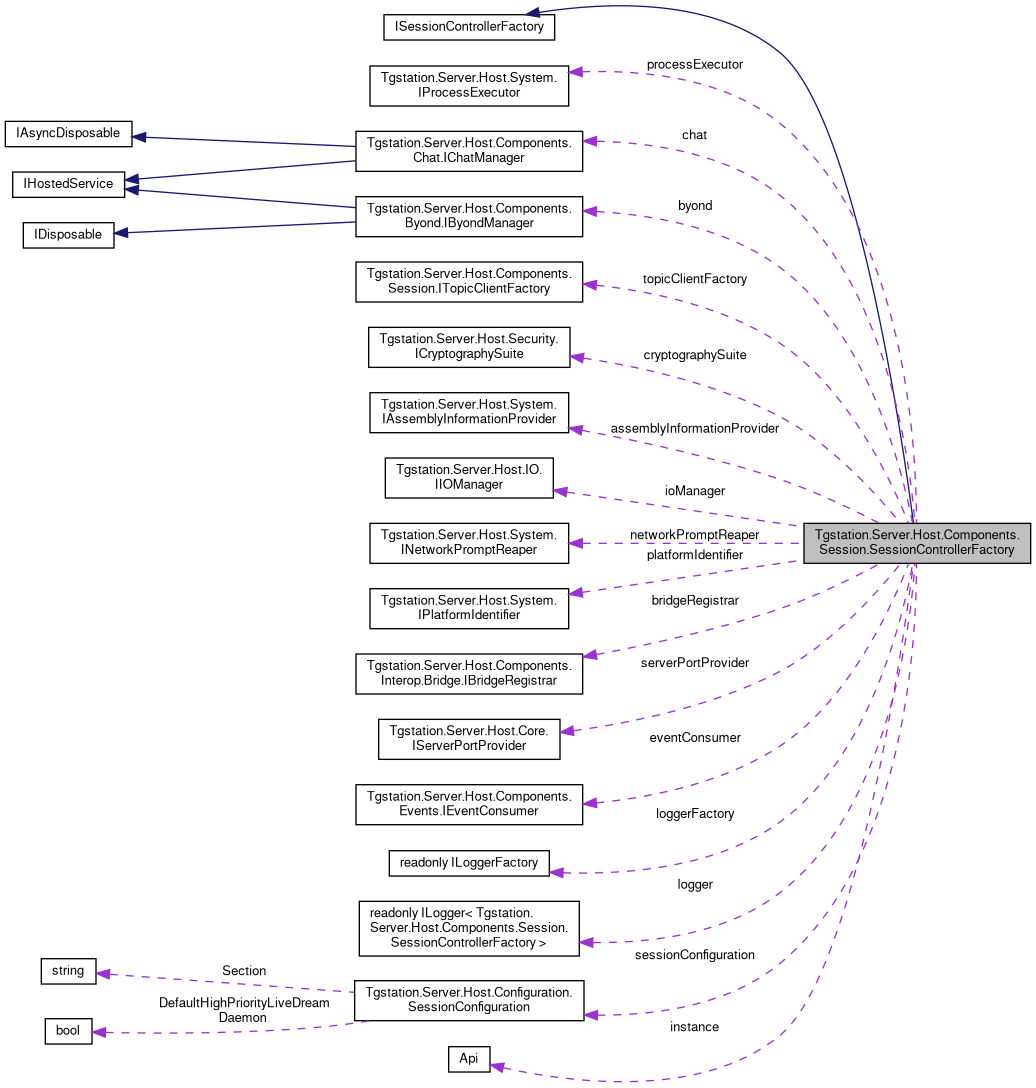 ISessionControllerFactory
processExecutor
Tgstation.Server.Host.System.
IProcessExecutor
IAsyncDisposable
chat
Tgstation.Server.Host.Components.
Chat.IChatManager
IHostedService
byond
Tgstation.Server.Host.Components.
Byond.IByondManager
IDisposable
topicClientFactory
Tgstation.Server.Host.Components.
Session.ITopicClientFactory
cryptographySuite
Tgstation.Server.Host.Security.
ICryptographySuite
Tgstation.Server.Host.System.
IAssemblyInformationProvider
assemblyInformationProvider
Tgstation.Server.Host.IO.
IIOManager
ioManager
Tgstation.Server.Host.System.
INetworkPromptReaper
networkPromptReaper
Tgstation.Server.Host.Components.
Session.SessionControllerFactory
platformIdentifier
Tgstation.Server.Host.System.
IPlatformIdentifier
bridgeRegistrar
Tgstation.Server.Host.Components.
Interop.Bridge.IBridgeRegistrar
serverPortProvider
Tgstation.Server.Host.Core.
IServerPortProvider
eventConsumer
Tgstation.Server.Host.Components.
Events.IEventConsumer
loggerFactory
readonly ILoggerFactory
logger
readonly ILogger< Tgstation.
Server.Host.Components.Session.
SessionControllerFactory >
sessionConfiguration
string
Section
Tgstation.Server.Host.Configuration.
SessionConfiguration
DefaultHighPriorityLiveDream
Daemon
bool
instance
Api